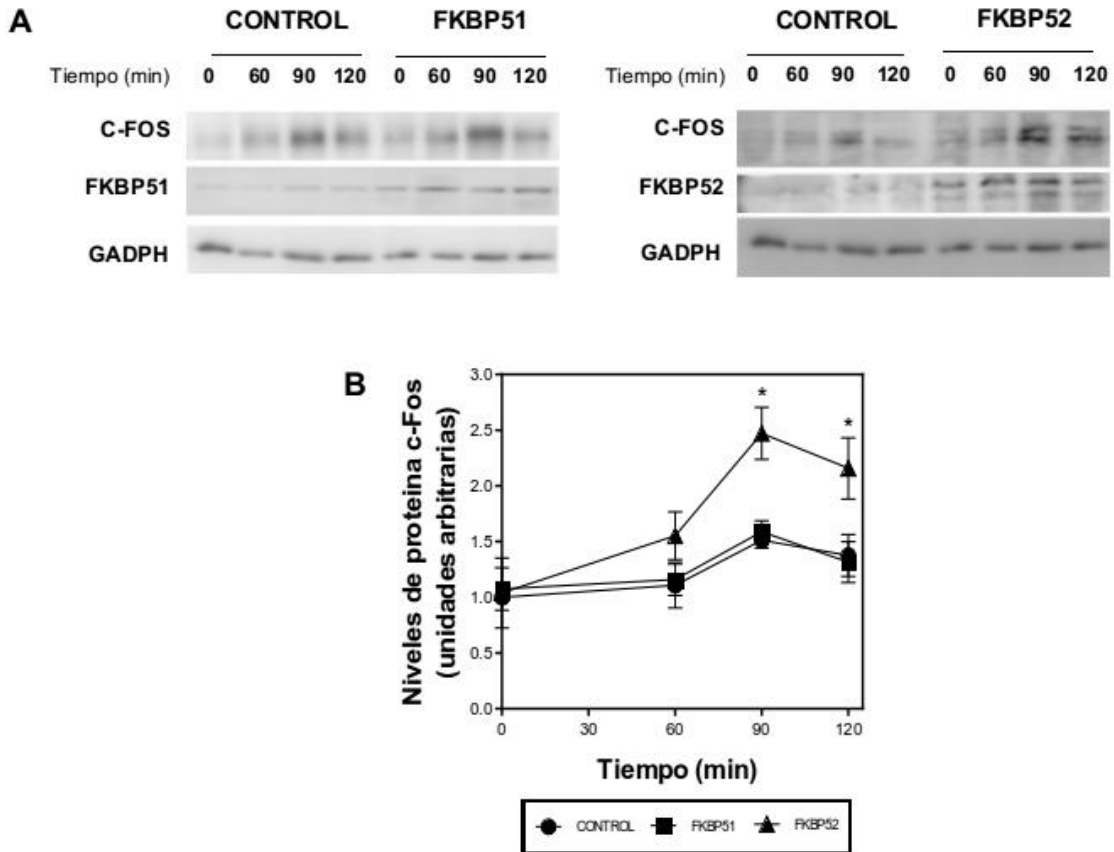 A
CONTROL FKBP51
Tiempo (min) 0 60 90 120 0 60 90 120
C-FOS
FKBP51
GADPH
CONTROL FKBP52
Tiempo (min) 0 60 90 120 0 60 90 120
C-FOS
FKBP52
GADPH
B
Niveles de proteina c-Fos
(unidades arbitrarias)
3.0
2.5
2.0
1.5
1.0
0.5
0.0
* *
0 30 60 90 120
Tiempo (min)
CONTROL FKBP51 FKBP52